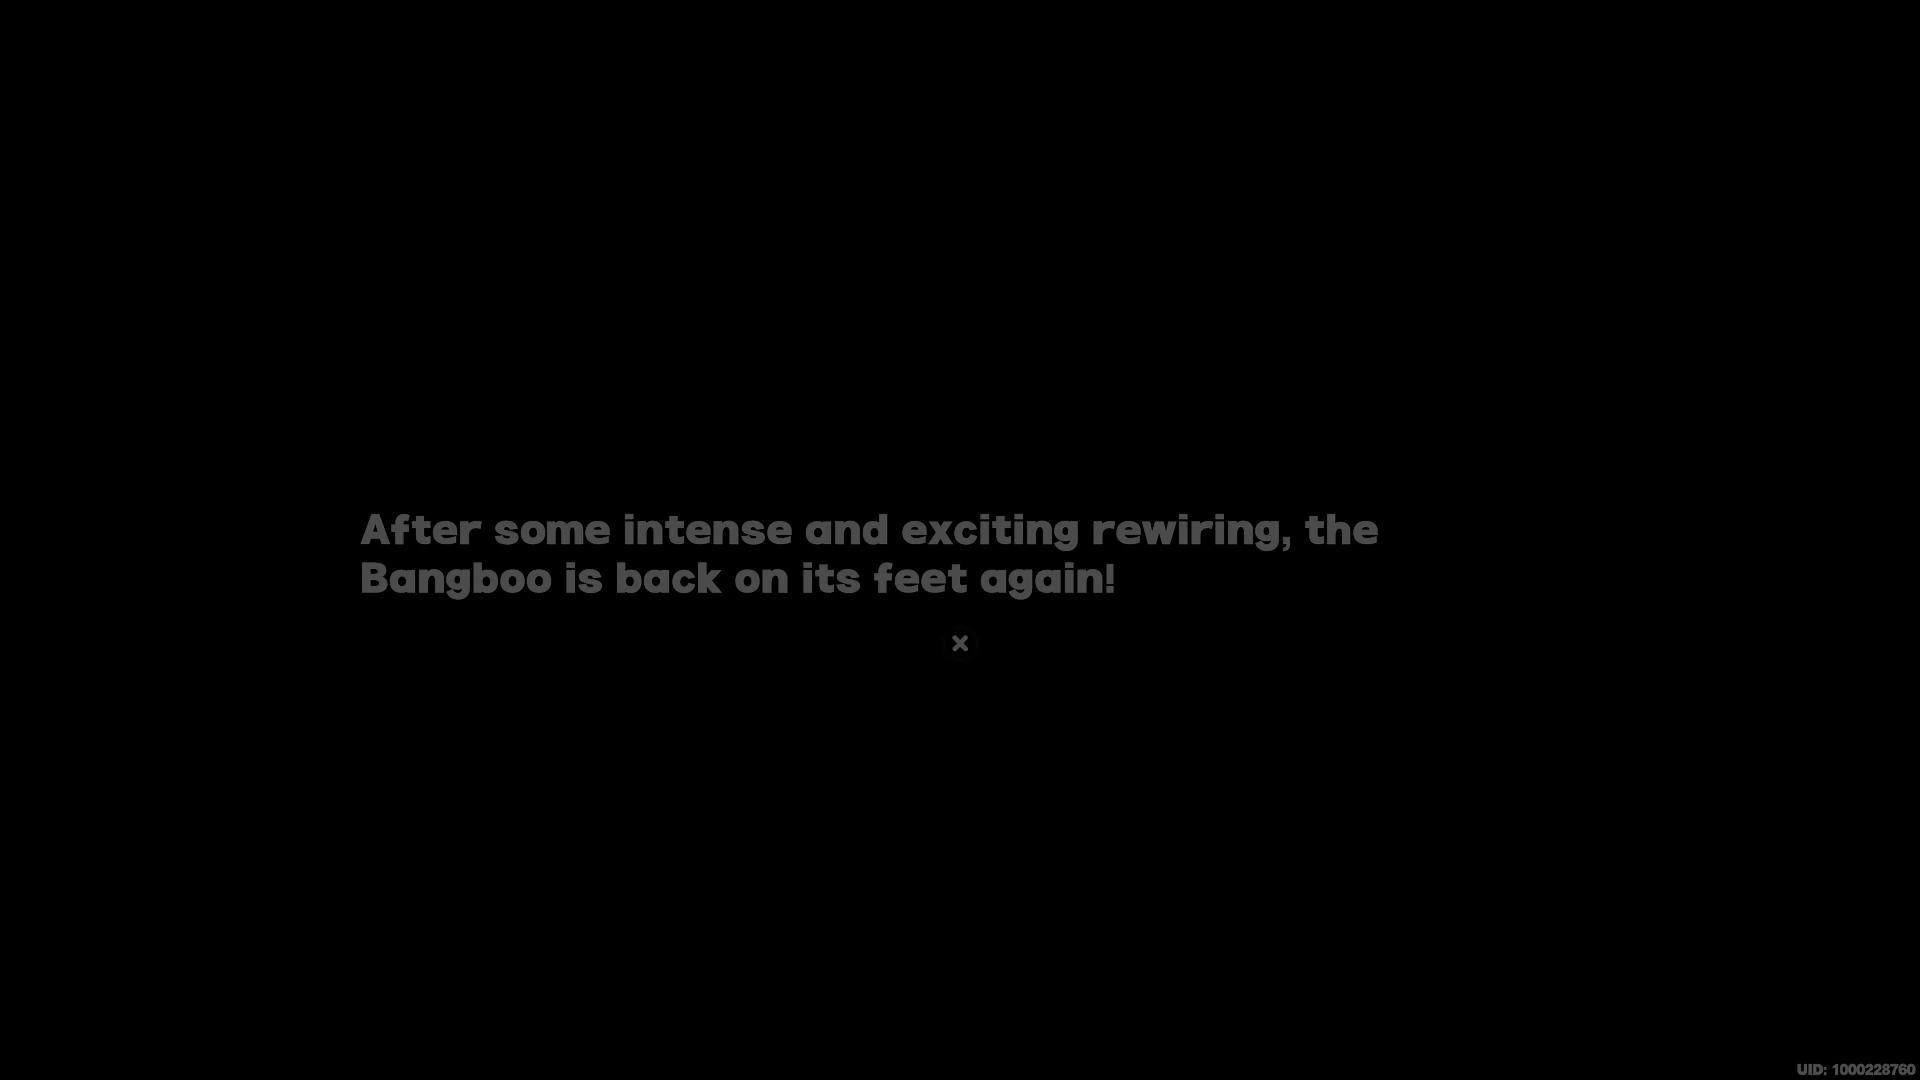 After some intense and exciting rewiring, the
Bangboo is back on its feet again!
UID: 1000228760